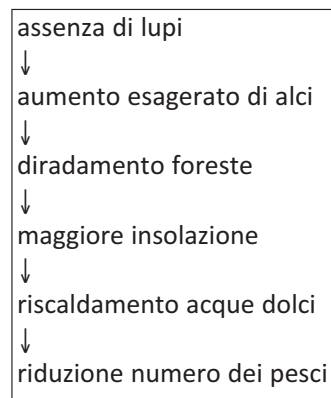 assenza di lupi
↓
aumento esagerato di alci
↓
diradamento foreste
↓
maggiore insolazione
↓
riscaldamento acque dolci
↓
riduzione numero dei pesci